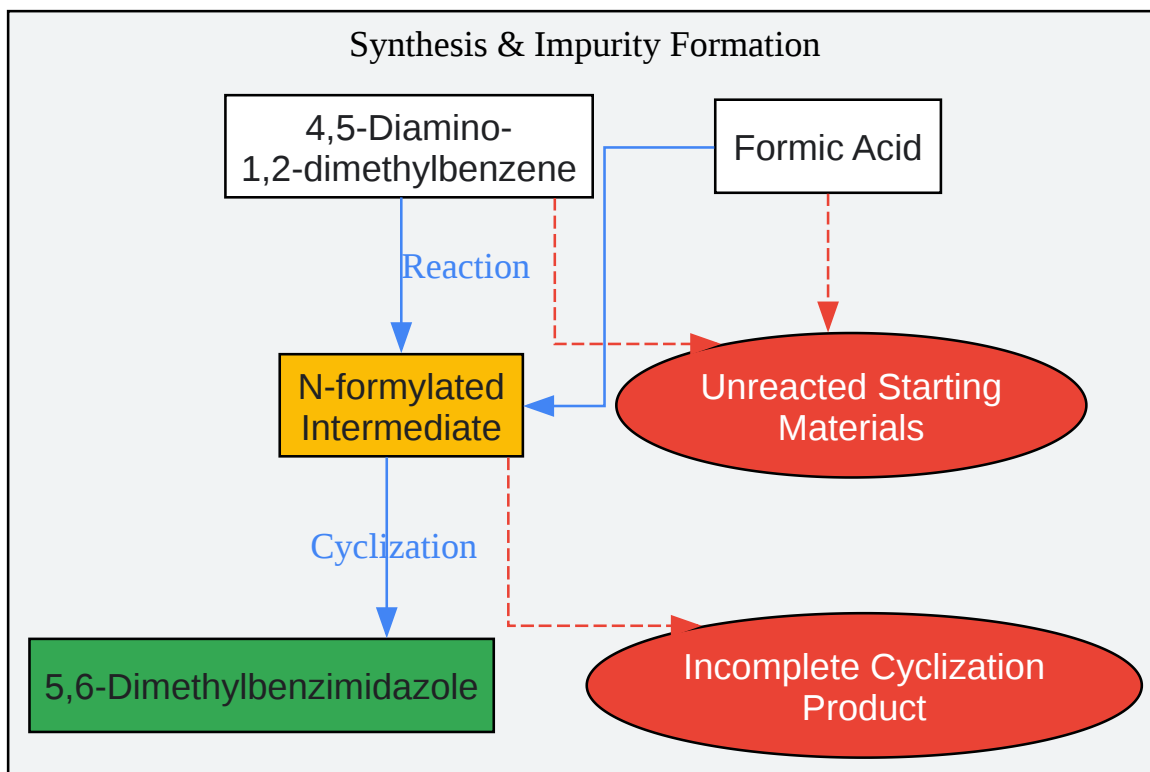 Synthesis & Impurity Formation
4,5-Diamino-
1,2-dimethylbenzene
Formic Acid
Reaction
N-formylated
Intermediate
Unreacted Starting
Materials
Cyclization
5,6-Dimethylbenzimidazole
Incomplete Cyclization
Product